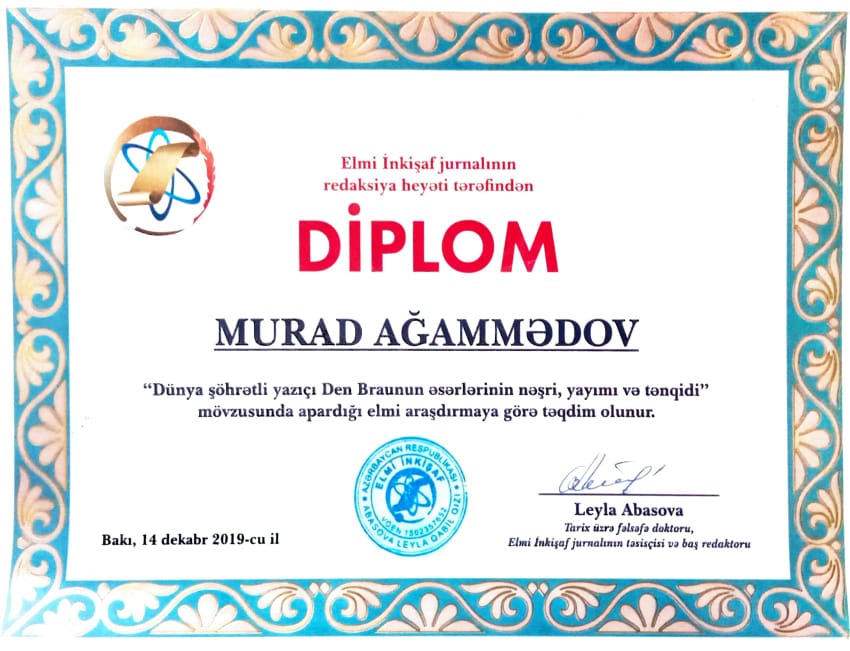 Elmi İnkişaf jurnalının
redaksiya heyəti tərəfindən
DİPLOM
MURAD AĞAMMƏDOV
“Dünya şöhrətli yazıçı Den Braunun əsərlərinin nəşri, yayımı və tənqidi”
mövzusunda apardığı elmi araşdırmaya görə təqdim olunur.
AZƏRBAYCAN RESPUBLİKASI
ELMİ İNKİŞAF
VÖEN 1502357652
ABASOVA LEYLA QABİL QIZI
Leyla Abasova
Tarix üzrə fəlsəfə doktoru,
Elmi İnkişaf jurnalının təsisçisi və baş redaktoru
Bakı, 14 dekabr 2019-cu il